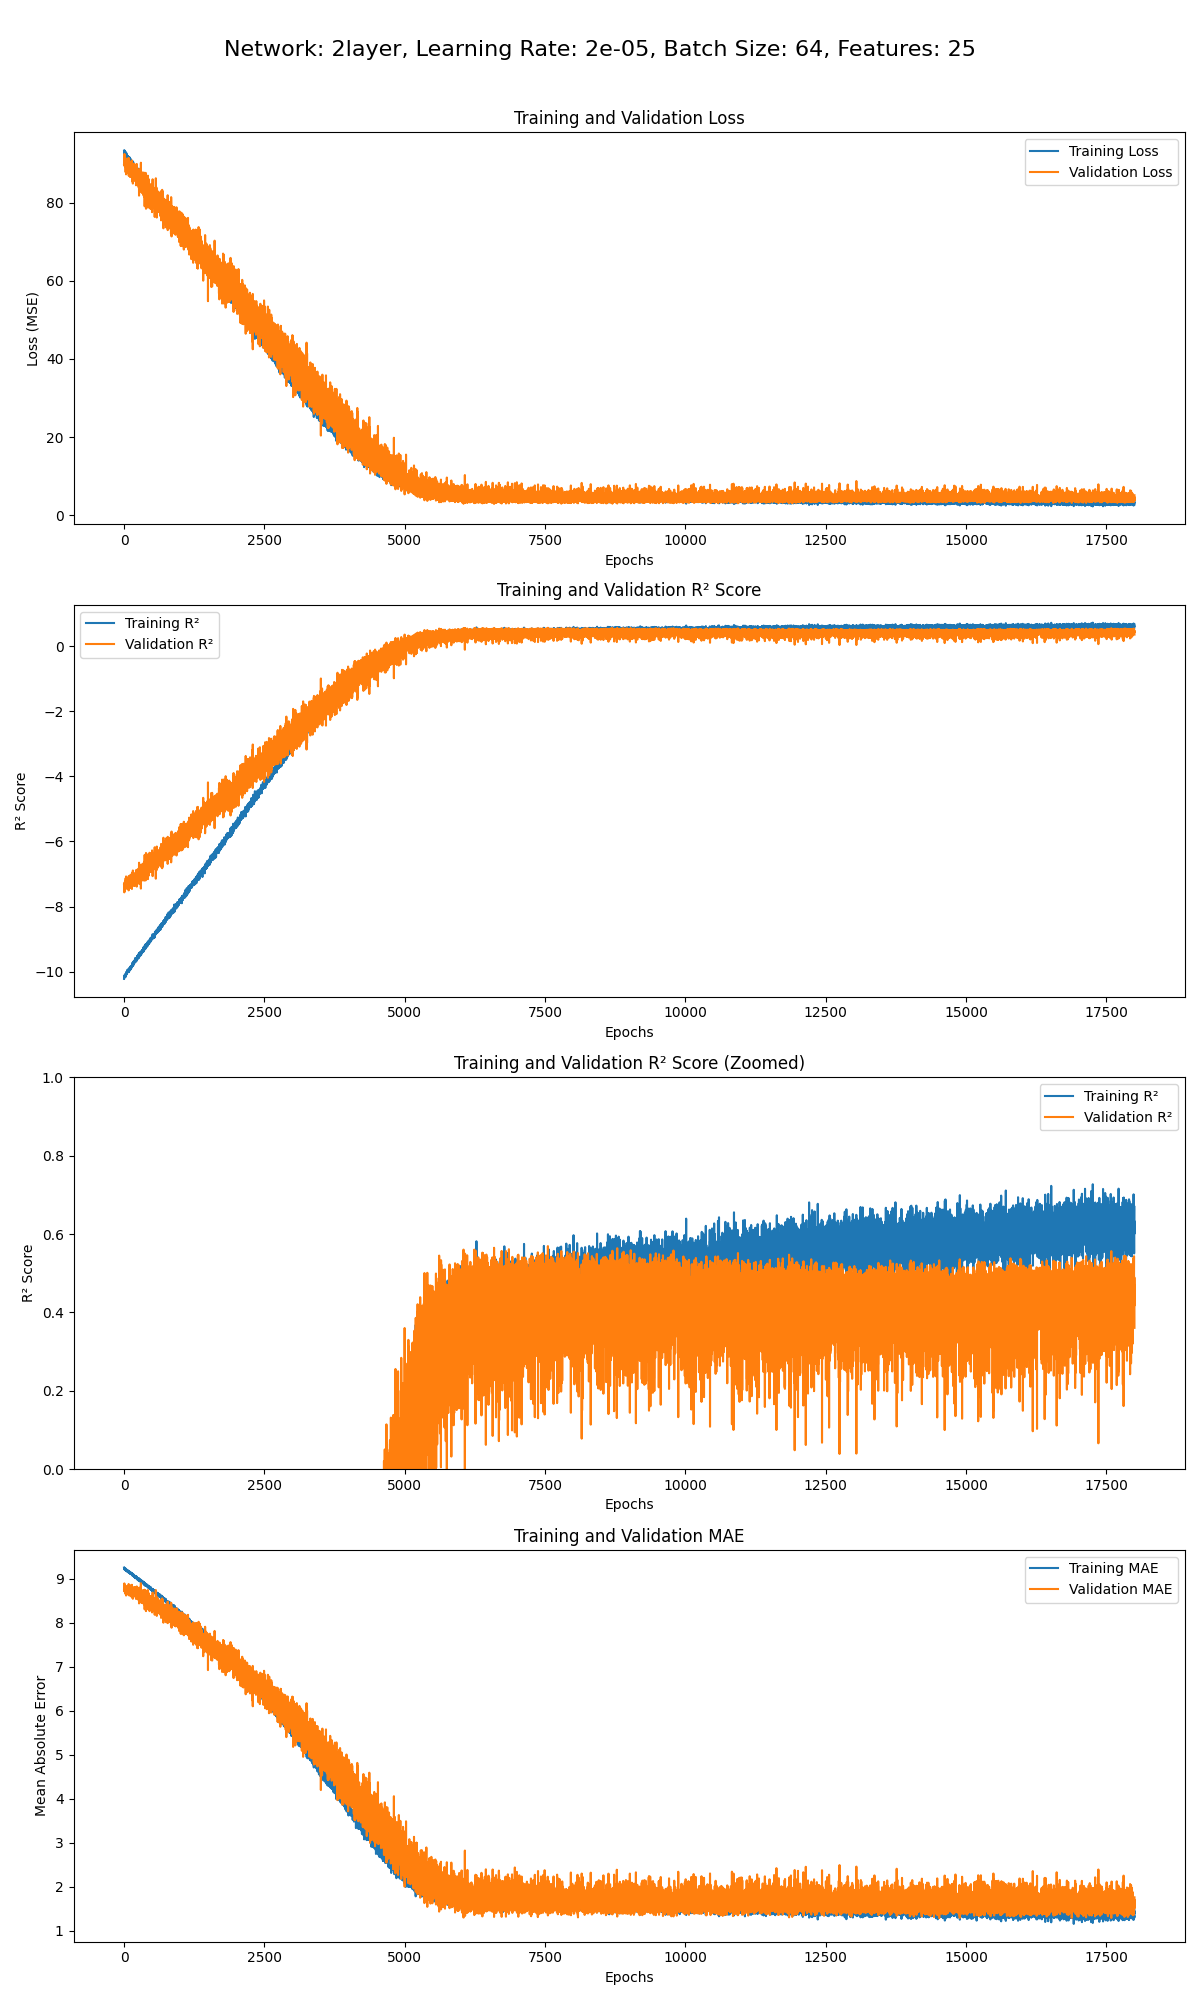 Network: 2layer, Learning Rate: 2e-05, Batch Size: 64, Features: 25
Training and Validation Loss
Training Loss
Validation Loss
Loss (MSE)
80
60
40
20
0
0 2500 5000 7500 10000 12500 15000 17500
Epochs
Training and Validation R² Score
Training R²
Validation R²
R² Score
0
−2
−4
−6
−8
−10
0 2500 5000 7500 10000 12500 15000 17500
Epochs
Training and Validation R² Score (Zoomed)
Training R²
Validation R²
R² Score
1.0
0.8
0.6
0.4
0.2
0.0
0 2500 5000 7500 10000 12500 15000 17500
Epochs
Training and Validation MAE
Training MAE
Validation MAE
Mean Absolute Error
9
8
7
6
5
4
3
2
1
0 2500 5000 7500 10000 12500 15000 17500
Epochs